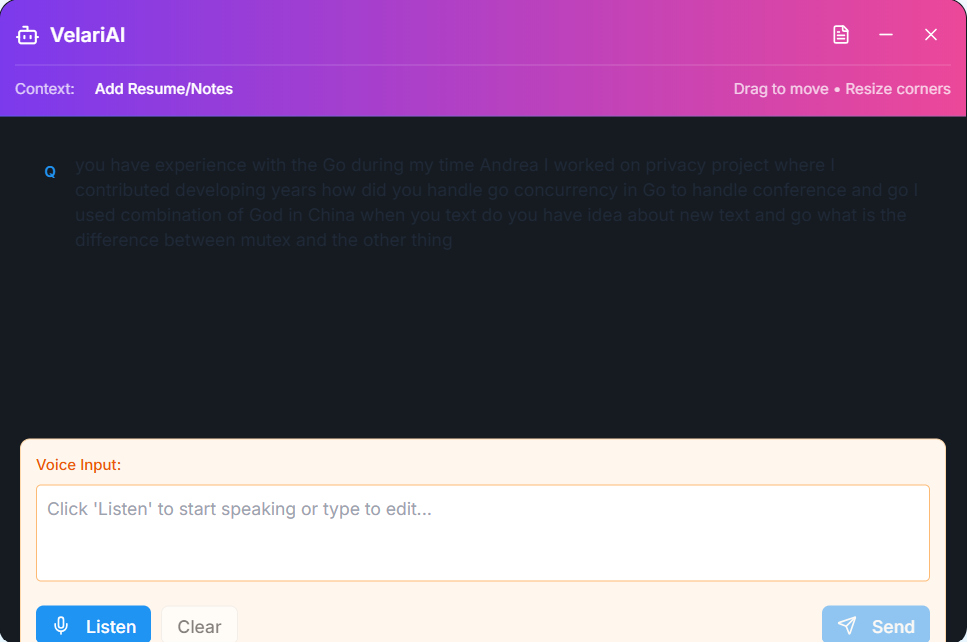 VelariAI
Context: Add Resume/Notes Drag to move • Resize corners
Q you have experience with the Go during my time Andrea I worked on privacy project where I
contributed developing years how did you handle go concurrency in Go to handle conference and go I
used combination of God in China when you text do you have idea about new text and go what is the
difference between mutex and the other thing
Voice Input:
Click 'Listen' to start speaking or type to edit...
Listen Clear Send